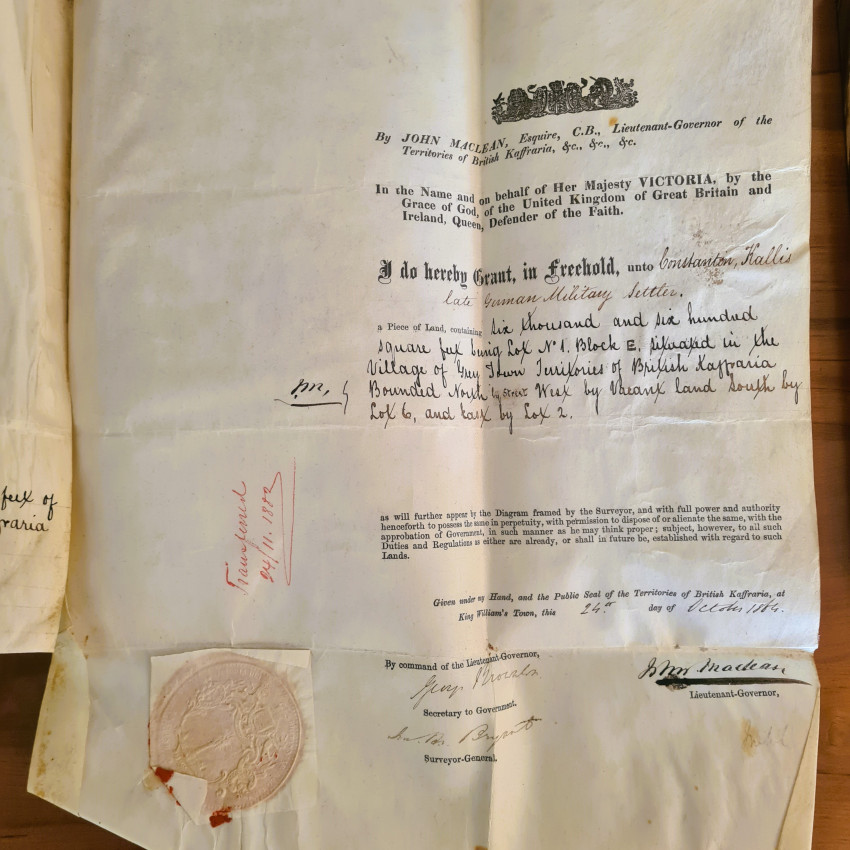 By JOHN MACLEAN, Esquire, C.B., Lieutenant-Governor of the
Territories of British Kaffraria, &c., &c., &c.
In the Name and on behalf of Her Majesty VICTORIA, by the
Grace of God, of the United Kingdom of Great Britain and
Ireland, Queen, Defender of the Faith.
I do hereby Grant, in Freehold, unto Constantin, Kallis
late German Military Settler.
a Piece of Land, containing six thousand and six hundred
square feet being Lot No 1. Block E. situated in the
Village of Grey Town Territories of British Kaffraria
Bounded North by Street West by Vacant land South by
Lot 6, and East by Lot 2.
feet of
raria
Transferred
24/11.1882
as will further appear by the Diagram framed by the Surveyor, and with full power and authority
henceforth to possess the same in perpetuity, with permission to dispose of or alienate the same, with the
approbation of Government, in such manner as he may think proper; subject, however, to all such
Duties and Regulations as either are already, or shall in future be, established with regard to such
Lands.
Given under my Hand, and the Public Seal of the Territories of British Kaffraria, at
King William's Town, this 24th day of October 1864.
By command of the Lieutenant-Governor,
John Maclean
Lieutenant-Governor,
Secretary to Government.
Surveyor-General.